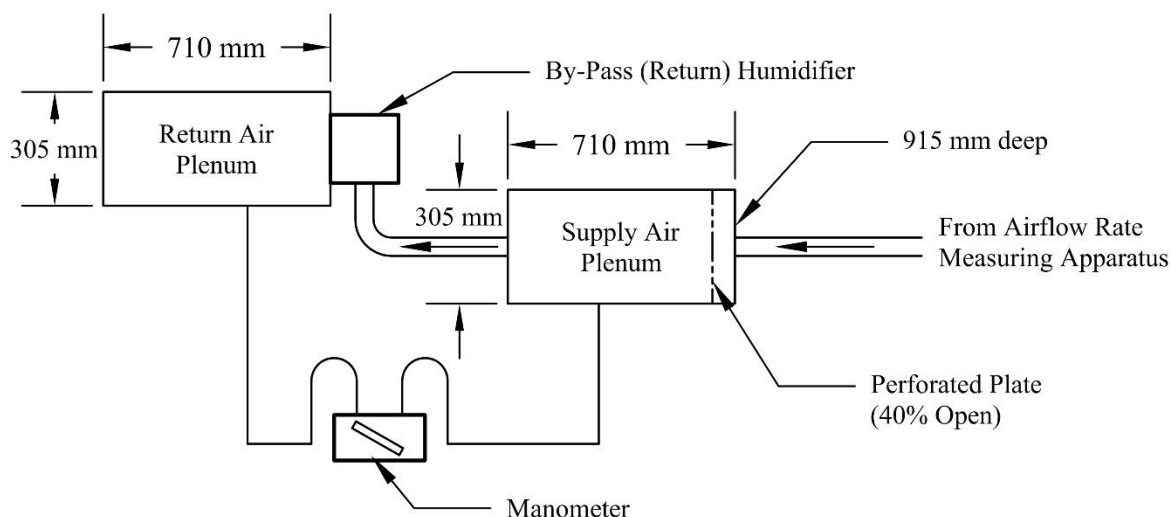 710 mm
By-Pass (Return) Humidifier
305 mm
Return Air
Plenum
710 mm
915 mm deep
305 mm
Supply Air
Plenum
From Airflow Rate
Measuring Apparatus
Perforated Plate
(40% Open)
Manometer